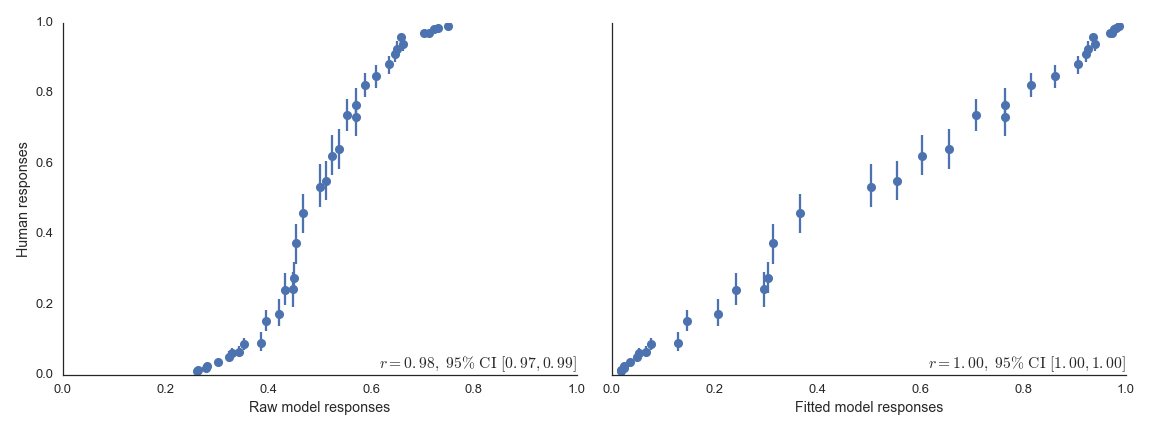 1.0
0.8
0.6
0.4
0.2
0.0
Human responses
r = 0.98, 95% CI [0.97, 0.99]
0.0 0.2 0.4 0.6 0.8 1.0
Raw model responses
r = 1.00, 95% CI [1.00, 1.00]
0.0 0.2 0.4 0.6 0.8 1.0
Fitted model responses